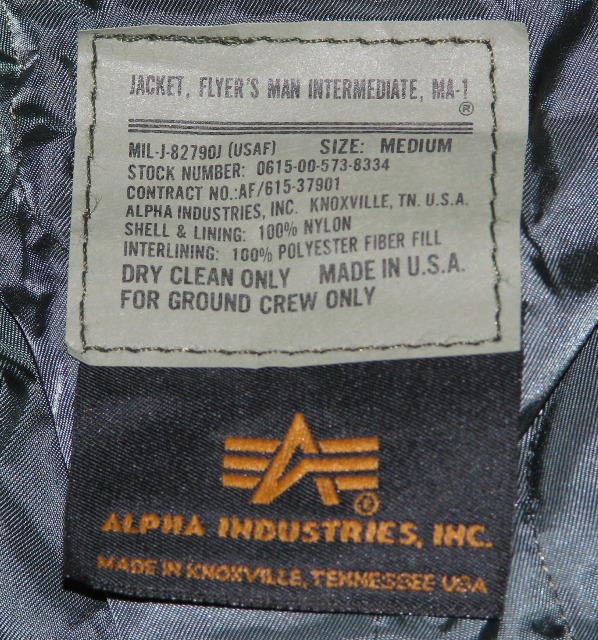 JACKET, FLYER'S MAN INTERMEDIATE, MA-1
®
MIL-J-82790J (USAF) SIZE: MEDIUM
STOCK NUMBER: 0615-00-573-8334
CONTRACT NO.:AF/615-37901
ALPHA INDUSTRIES, INC. KNOXVILLE, TN. U.S.A.
SHELL & LINING: 100% NYLON
INTERLINING: 100% POLYESTER FIBER FILL
DRY CLEAN ONLY MADE IN U.S.A.
FOR GROUND CREW ONLY
®
ALPHA INDUSTRIES, INC.
MADE IN KNOXVILLE, TENNESSEE USA